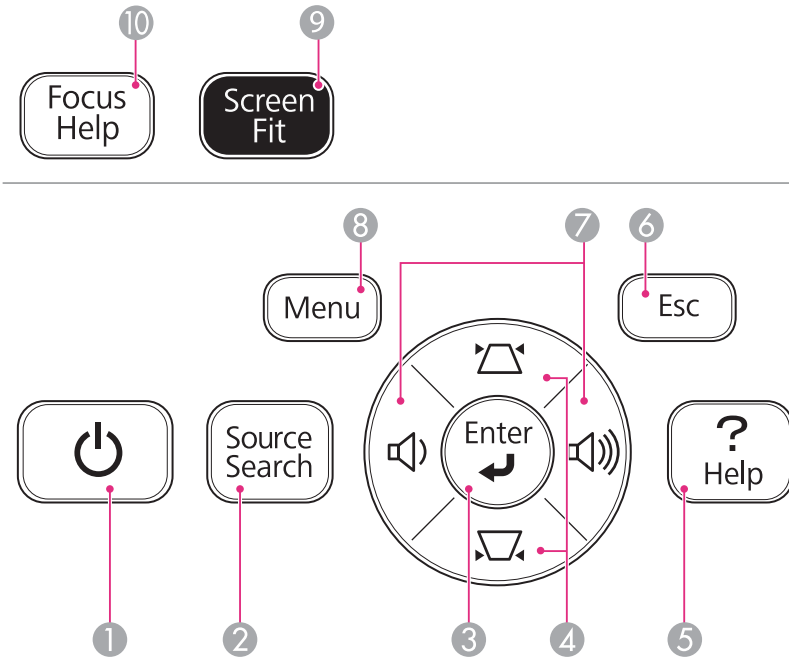 10 9
Focus
Help
Screen
Fit
8 7 6
Menu
Esc
Source
Search
Enter
?
Help
1 2 3 4 5